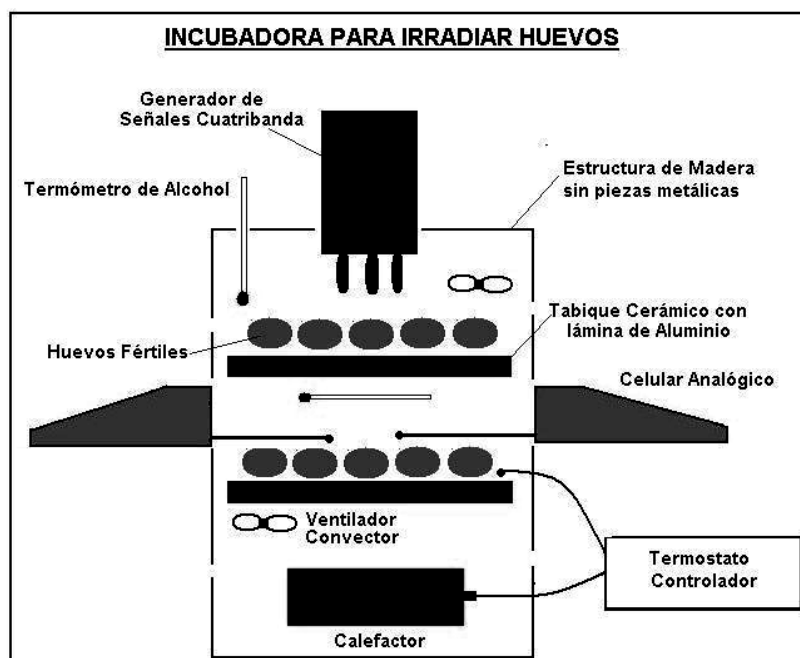 INCUBADORA PARA IRRADIAR HUEVOS
Generador de
Señales Cuatribanda
Termómetro de Alcohol
Estructura de Madera
sin piezas metálicas
Huevos Fértiles
Tabique Cerámico con
lámina de Aluminio
Celular Analógico
Ventilador
Convector
Termostato
Controlador
Calefactor